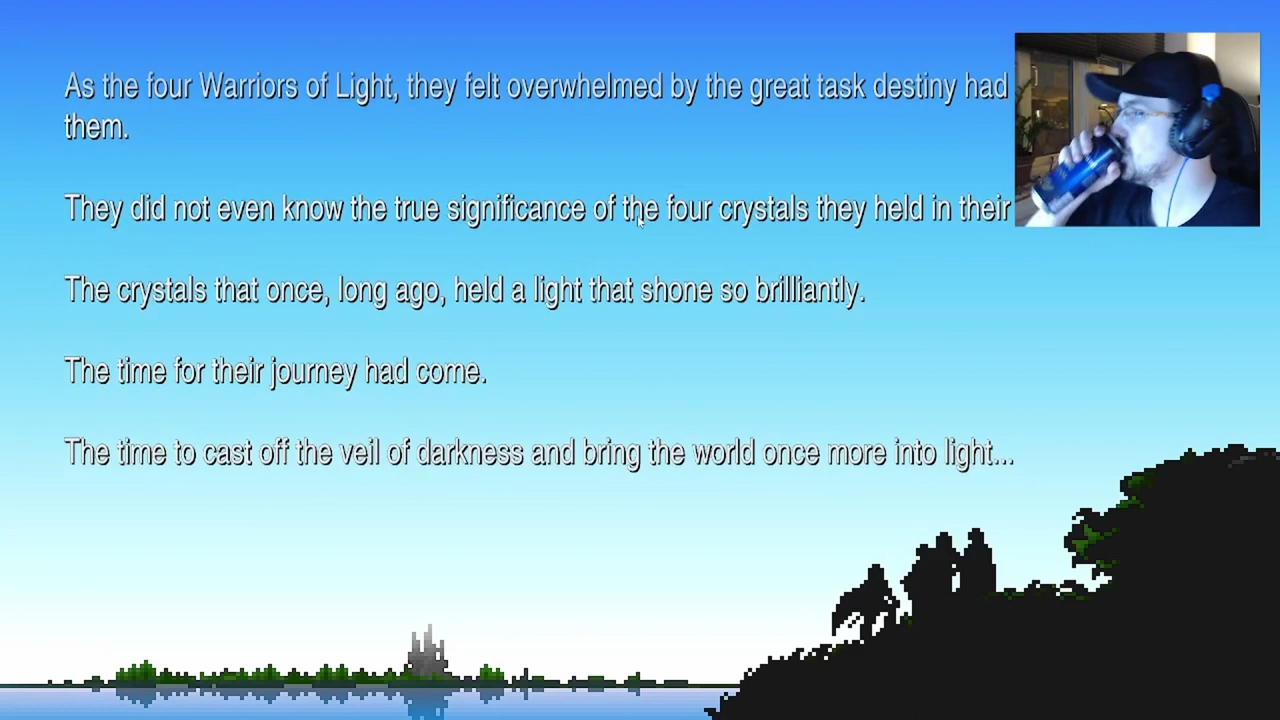 As the four Warriors of Light, they felt overwhelmed by the great task destiny had
them.
They did not even know the true significance of the four crystals they held in their
The crystals that once, long ago, held a light that shone so brilliantly.
The time for their journey had come.
The time to cast off the veil of darkness and bring the world once more into light...